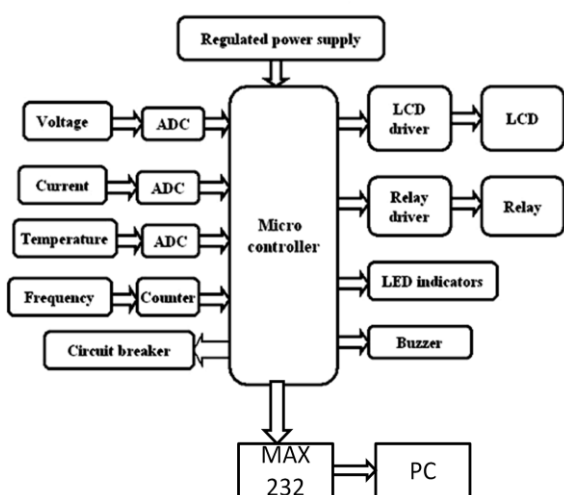 Regulated power supply
Voltage
ADC
LCD
driver
LCD
Current
ADC
Relay
driver
Relay
Temperature
ADC
Micro
controller
Frequency
Counter
LED indicators
Circuit breaker
Buzzer
MAX
232
PC